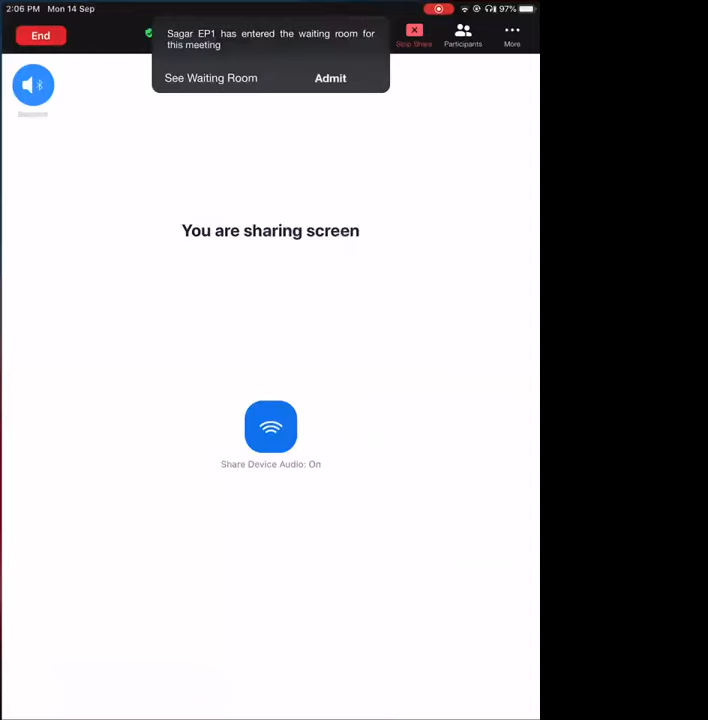 2:06 PM Mon 14 Sep
97%
End
Sagar EP1 has entered the waiting room for
this meeting
See Waiting Room
Admit
Stop Share
Participants
More
You are sharing screen
Share Device Audio: On